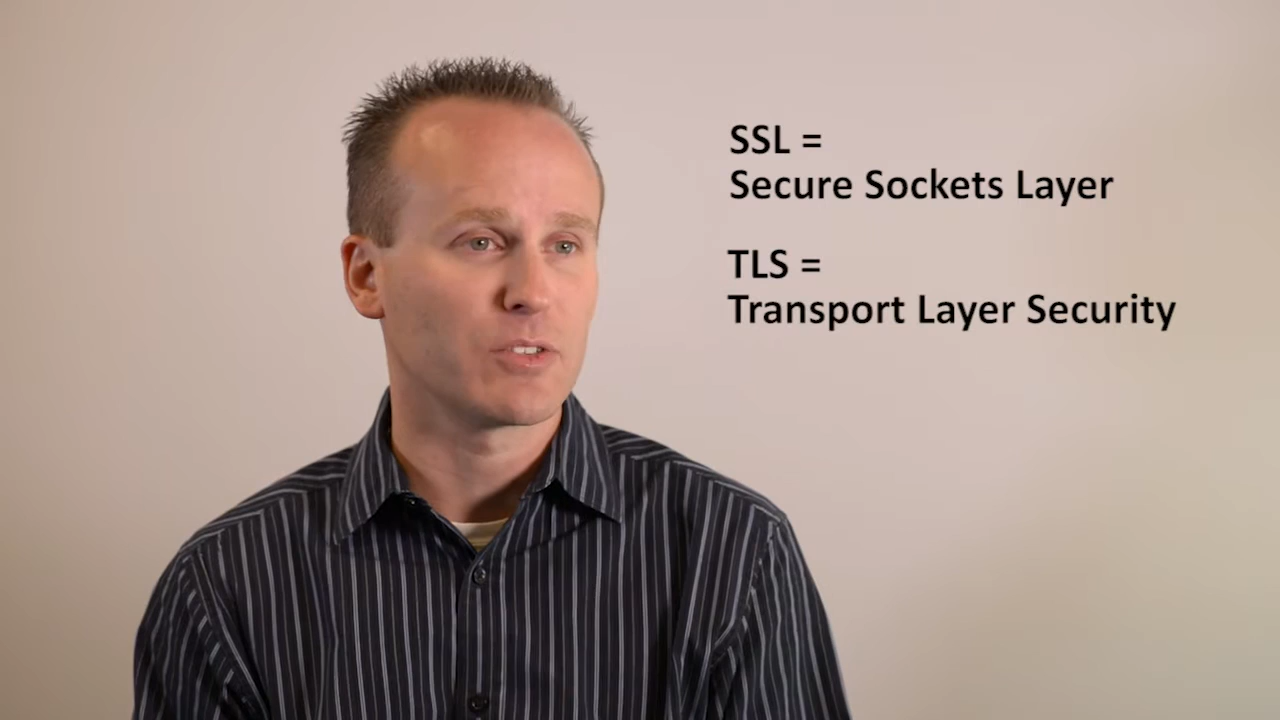 SSL =
Secure Sockets Layer
TLS =
Transport Layer Security